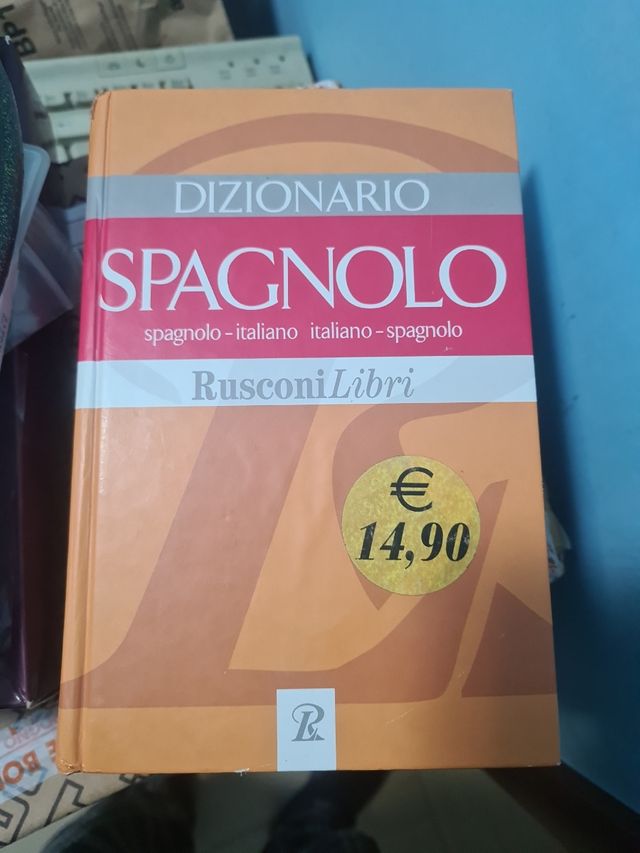 DIZIONARIO
SPAGNOLO
spagnolo-italiano italiano-spagnolo
RusconiLibri
€
14,90